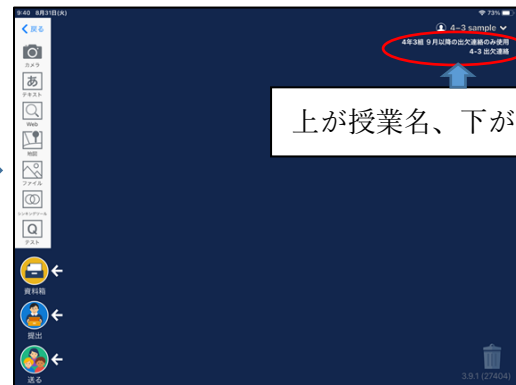 9:40 8月31日(火)
73%
戻る
4−3 sample
4年3組 9月以降の出欠連絡のみ使用
4-3 出欠連絡
カメラ
あ
テキスト
Web
地図
ファイル
シンキングツール
Q
テスト
上が授業名、下が
資料箱
提出
送る
3.9.1 (27404)